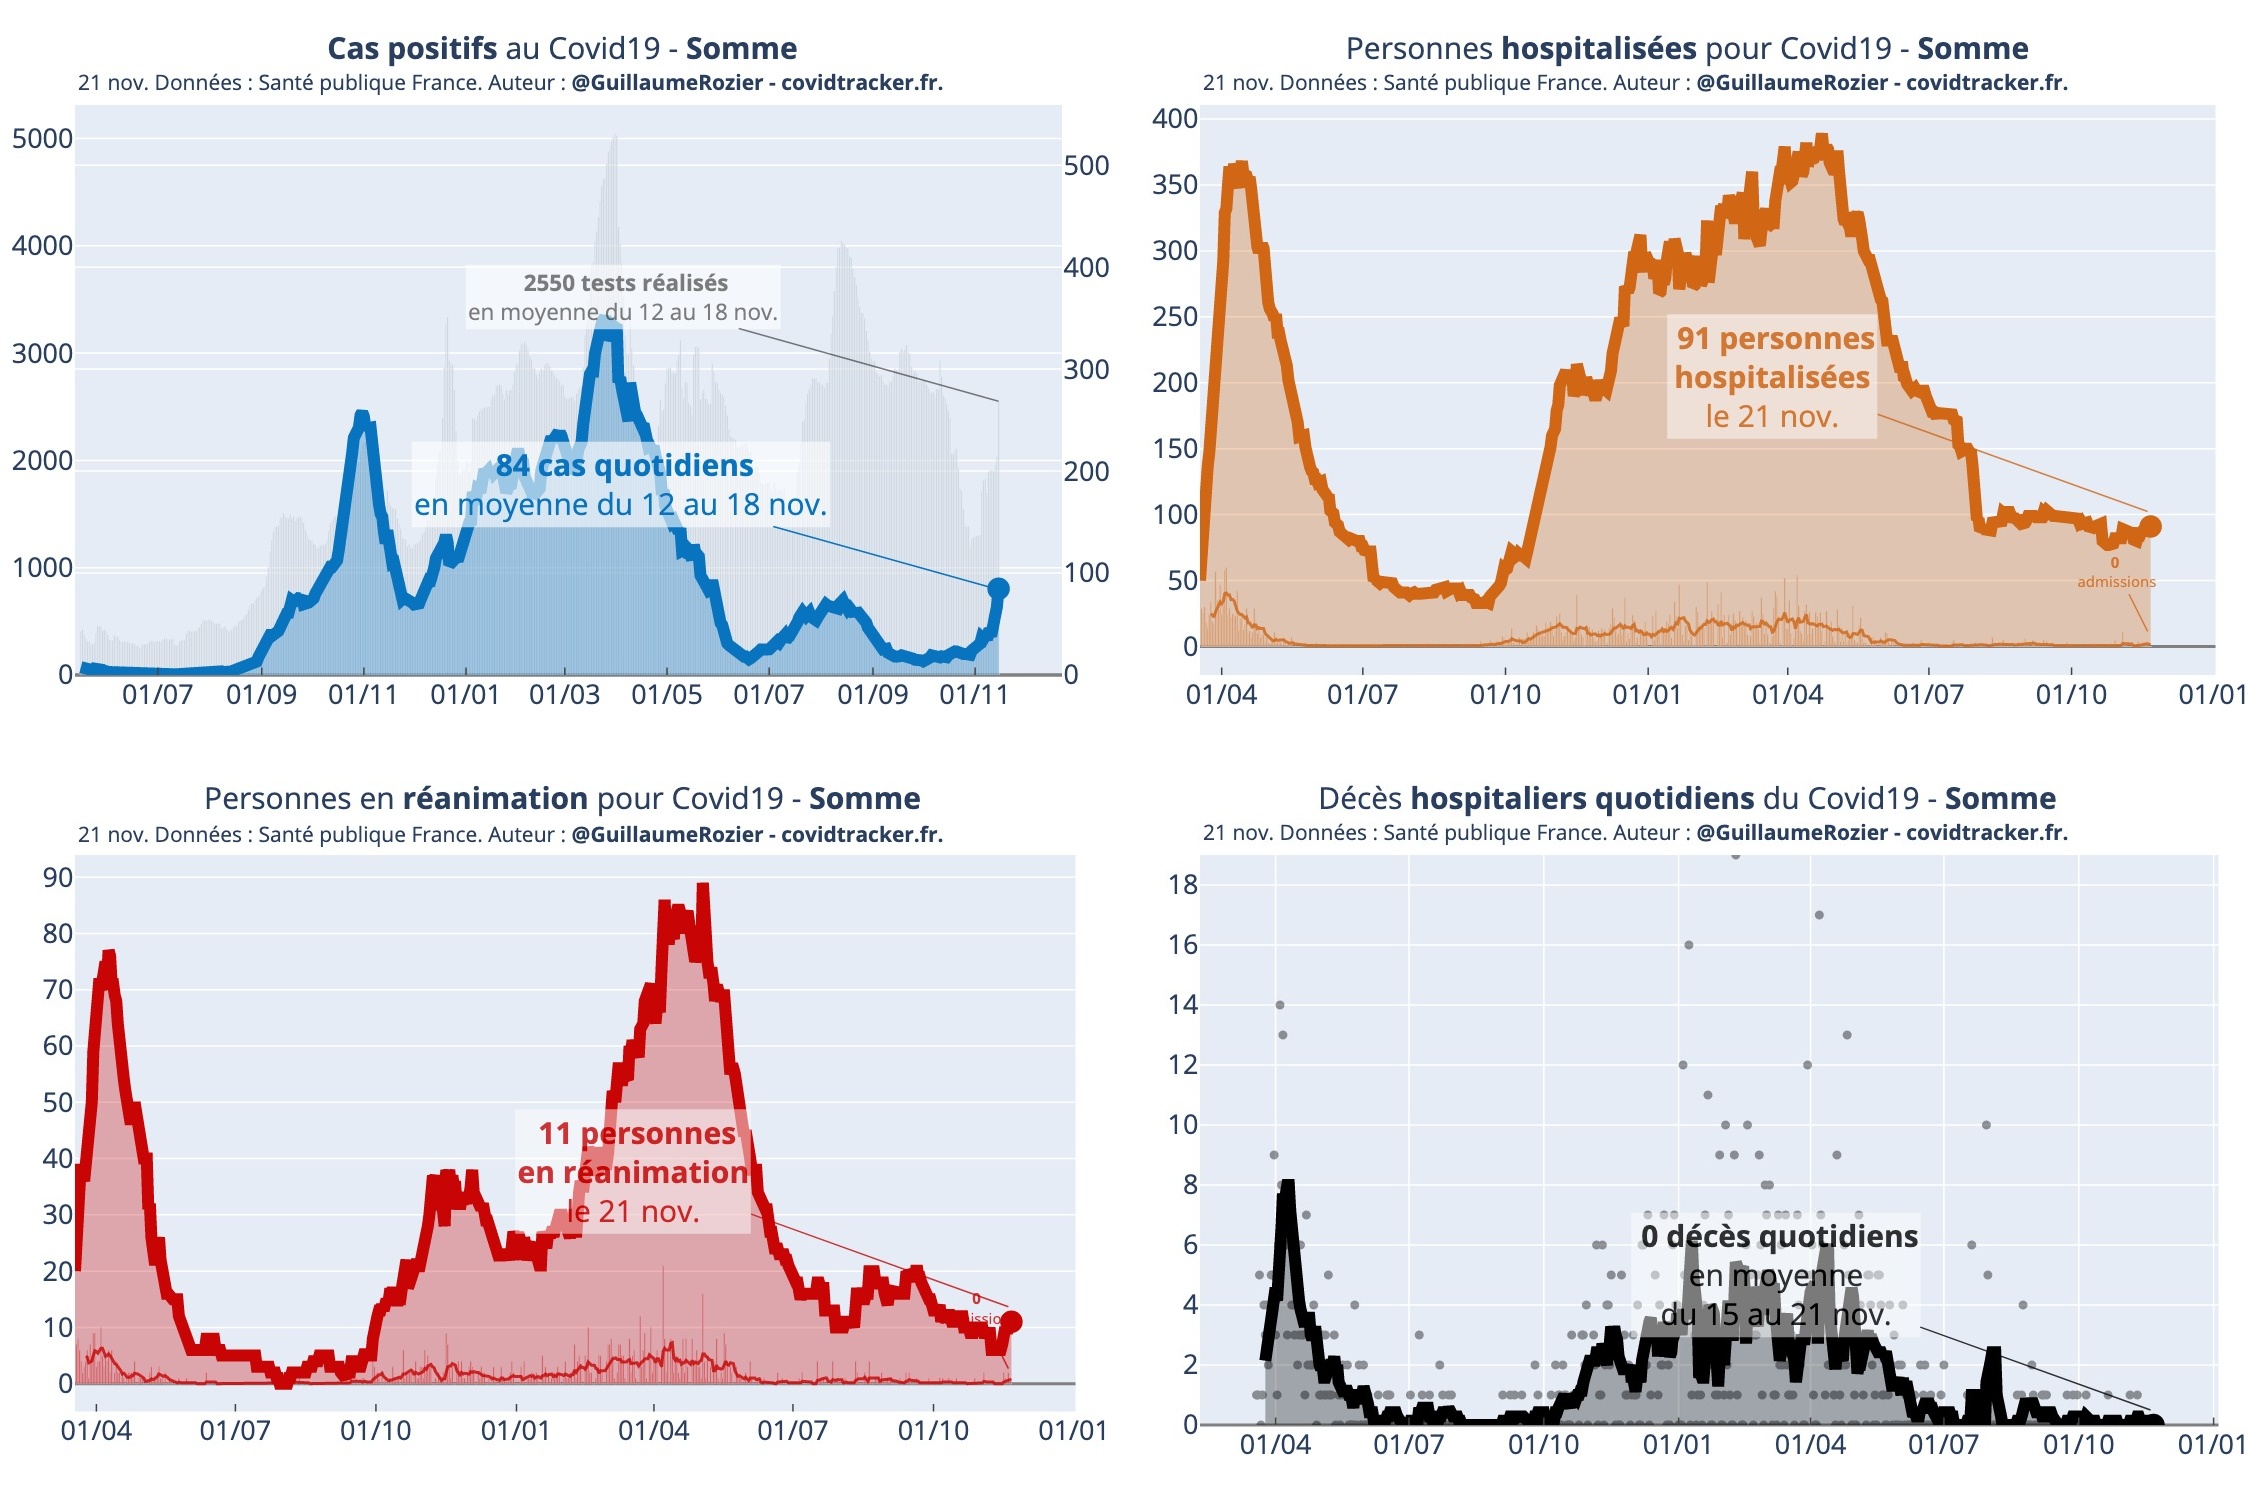 Cas positifs au Covid19 - Somme
21 nov. Données : Santé publique France. Auteur : @GuillaumeRozier - covidtracker.fr.
5000
4000
3000
2000
1000
0
500
400
300
200
100
0
2550 tests réalisés
en moyenne du 12 au 18 nov.
84 cas quotidiens
en moyenne du 12 au 18 nov.
01/07 01/09 01/11 01/01 01/03 01/05 01/07 01/09 01/11
Personnes hospitalisées pour Covid19 - Somme
21 nov. Données : Santé publique France. Auteur : @GuillaumeRozier - covidtracker.fr.
400
350
300
250
200
150
100
50
0
91 personnes
hospitalisées
le 21 nov.
0
admissions
01/04 01/07 01/10 01/01 01/04 01/07 01/10 01/01
Personnes en réanimation pour Covid19 - Somme
21 nov. Données : Santé publique France. Auteur : @GuillaumeRozier - covidtracker.fr.
90
80
70
60
50
40
30
20
10
0
11 personnes
en réanimation
le 21 nov.
0
01/04 01/07 01/10 01/01 01/04 01/07 01/10 01/01
Décès hospitaliers quotidiens du Covid19 - Somme
21 nov. Données : Santé publique France. Auteur : @GuillaumeRozier - covidtracker.fr.
18
16
14
12
10
8
6
4
2
0
0 décès quotidiens
en moyenne
du 15 au 21 nov.
01/04 01/07 01/10 01/01 01/04 01/07 01/10 01/01